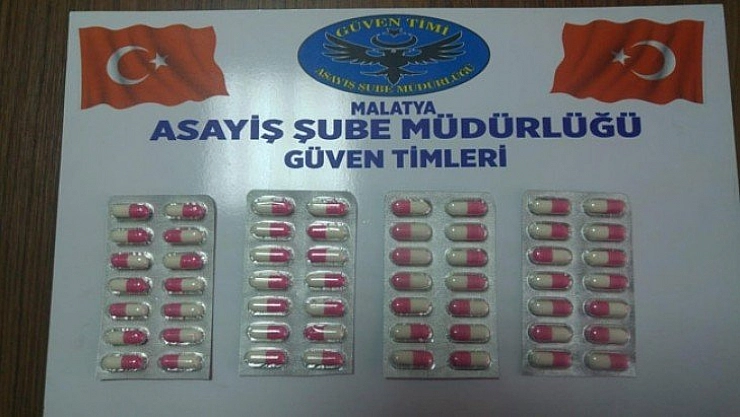 GÜVEN TİMİ
ASAYİŞ ŞUBE MÜDÜRLÜĞÜ
MALATYA
ASAYİŞ ŞUBE MÜDÜRLÜĞÜ
GÜVEN TİMLERİ